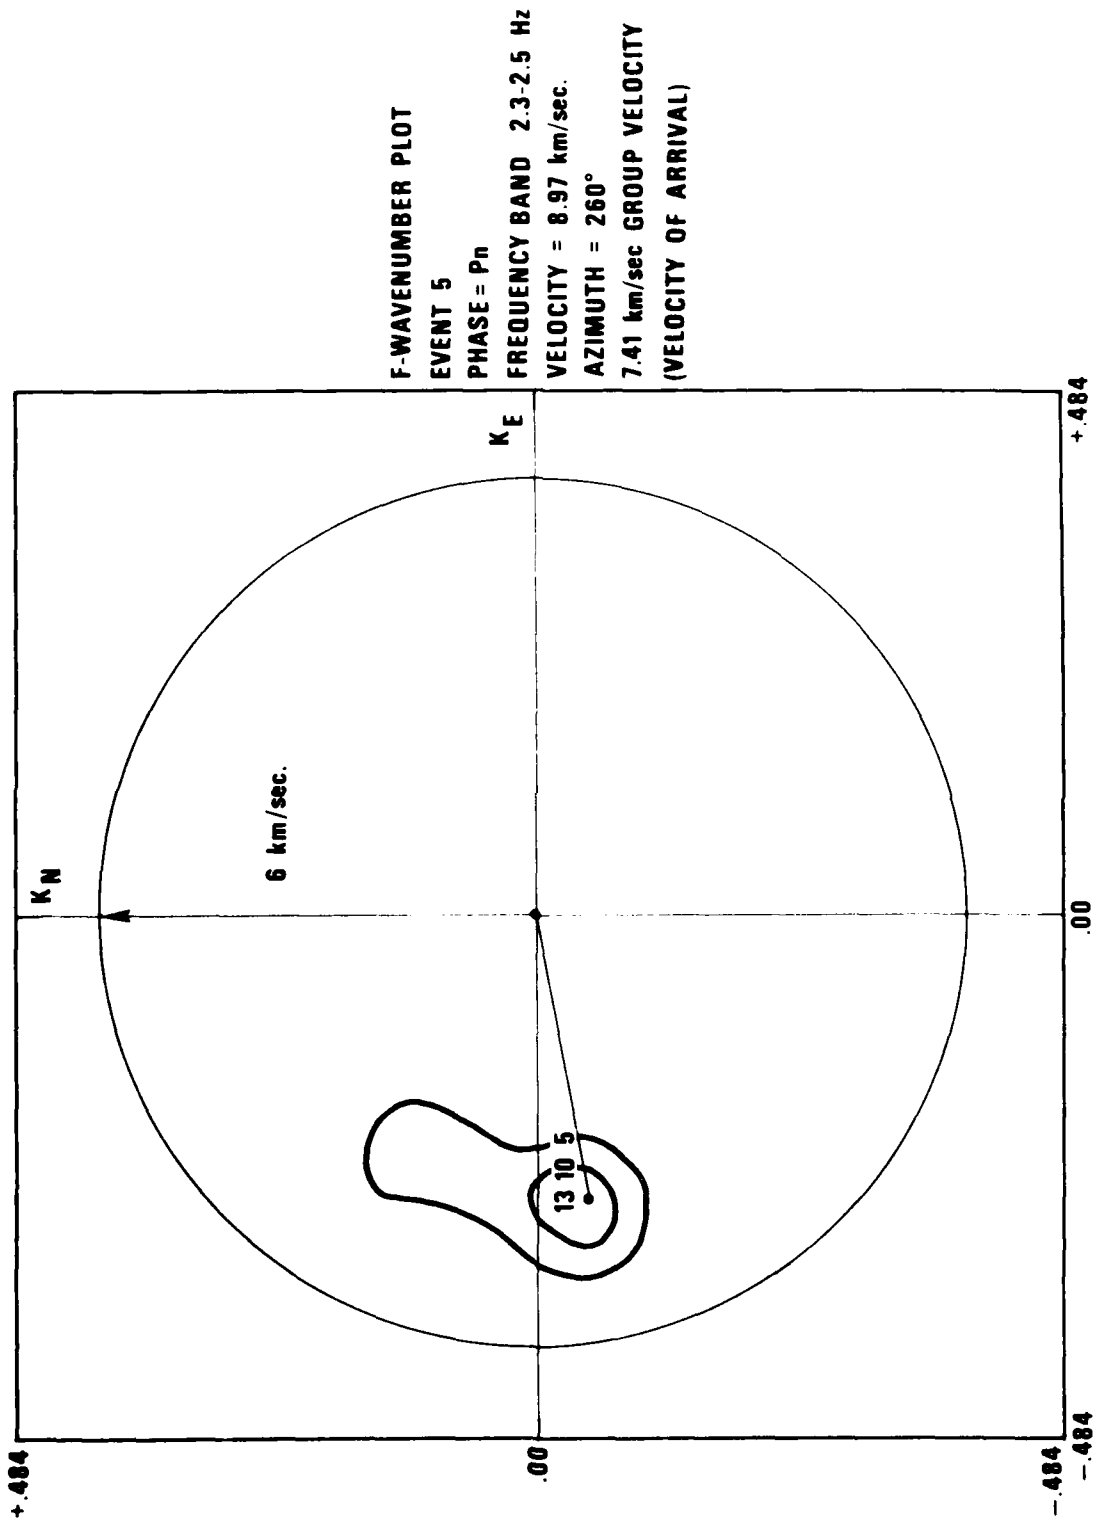 +.484
K N
6 km/sec.
K E
.00
13 10 5
-.484
-.484
.00
+.484
F-WAVENUMBER PLOT
EVENT 5
PHASE = Pn
FREQUENCY BAND 2.3-2.5 Hz
VELOCITY = 8.97 km/sec.
AZIMUTH = 260°
7.41 km/sec GROUP VELOCITY
(VELOCITY OF ARRIVAL)